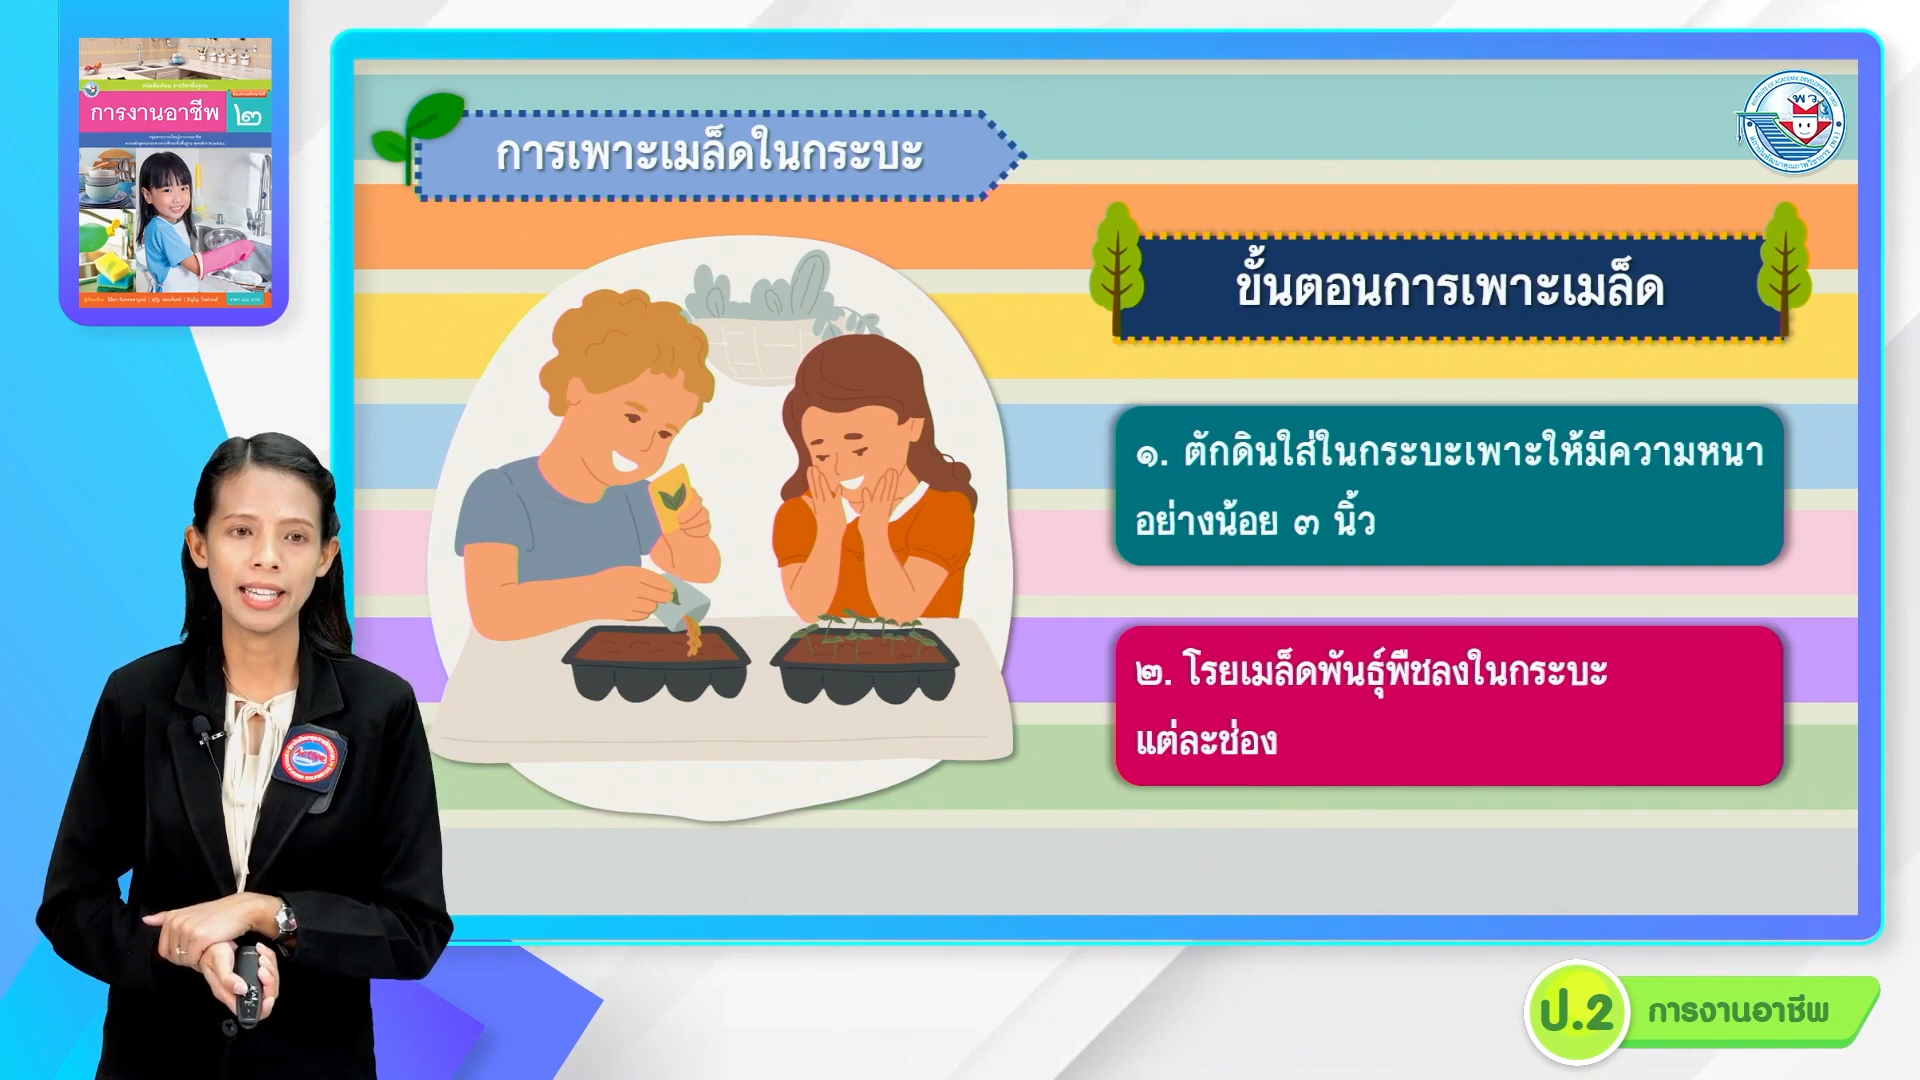 การงานอาชีพ ๒
การเพาะเมล็ดในกระบะ
พว
ขั้นตอนการเพาะเมล็ด
๑. ตักดินใส่ในกระบะเพาะให้มีความหนา
อย่างน้อย ๓ นิ้ว
๒. โรยเมล็ดพันธุ์พืชลงในกระบะ
แต่ละช่อง
ป.2 การงานอาชีพ